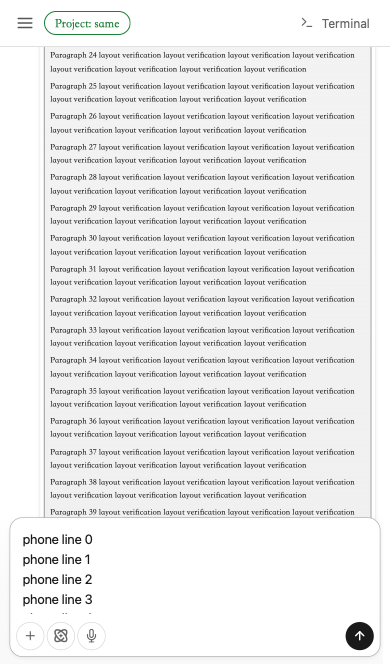 Project: same
Terminal
Paragraph 24 layout verification layout verification layout verification layout verification
layout verification layout verification layout verification layout verification
Paragraph 25 layout verification layout verification layout verification layout verification
layout verification layout verification layout verification layout verification
Paragraph 26 layout verification layout verification layout verification layout verification
layout verification layout verification layout verification layout verification
Paragraph 27 layout verification layout verification layout verification layout verification
layout verification layout verification layout verification layout verification
Paragraph 28 layout verification layout verification layout verification layout verification
layout verification layout verification layout verification layout verification
Paragraph 29 layout verification layout verification layout verification layout verification
layout verification layout verification layout verification layout verification
Paragraph 30 layout verification layout verification layout verification layout verification
layout verification layout verification layout verification layout verification
Paragraph 31 layout verification layout verification layout verification layout verification
layout verification layout verification layout verification layout verification
Paragraph 32 layout verification layout verification layout verification layout verification
layout verification layout verification layout verification layout verification
Paragraph 33 layout verification layout verification layout verification layout verification
layout verification layout verification layout verification layout verification
Paragraph 34 layout verification layout verification layout verification layout verification
layout verification layout verification layout verification layout verification
Paragraph 35 layout verification layout verification layout verification layout verification
layout verification layout verification layout verification layout verification
Paragraph 36 layout verification layout verification layout verification layout verification
layout verification layout verification layout verification layout verification
Paragraph 37 layout verification layout verification layout verification layout verification
layout verification layout verification layout verification layout verification
Paragraph 38 layout verification layout verification layout verification layout verification
layout verification layout verification layout verification layout verification
Paragraph 39 layout verification layout verification layout verification layout verification
phone line 0
phone line 1
phone line 2
phone line 3